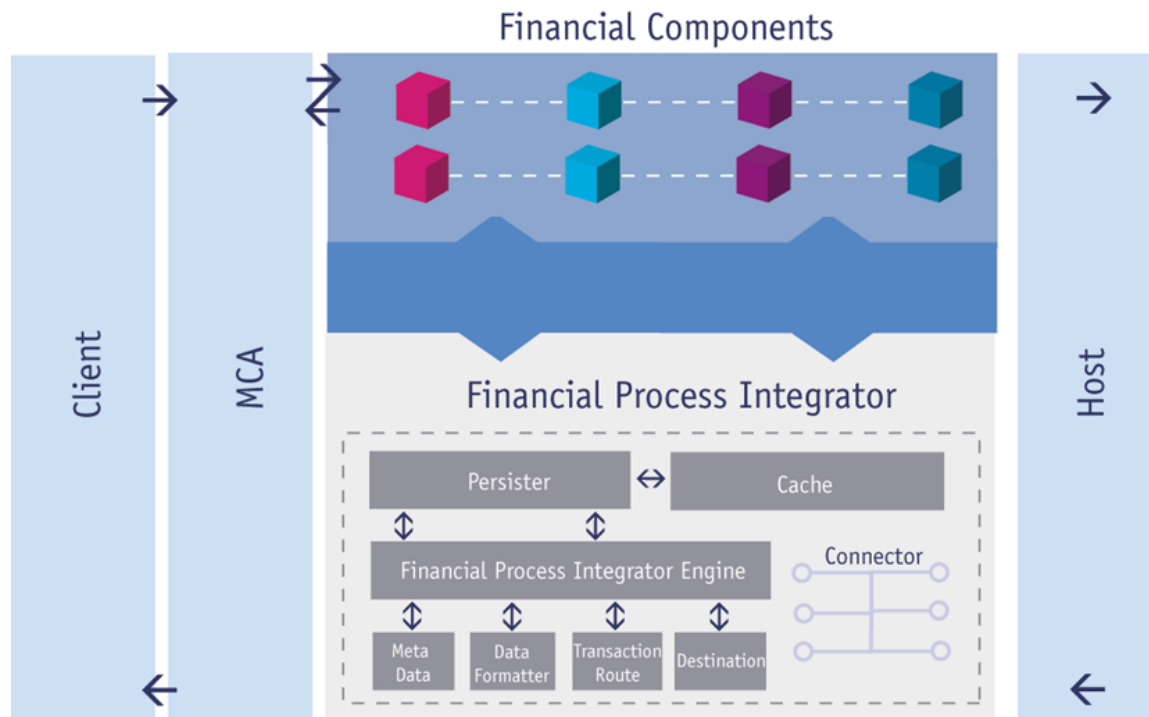 Financial Components
Client
MCA
Host
Financial Process Integrator
Persister
Cache
Financial Process Integrator Engine
Connector
Meta
Data
Data
Formatter
Transaction
Route
Destination